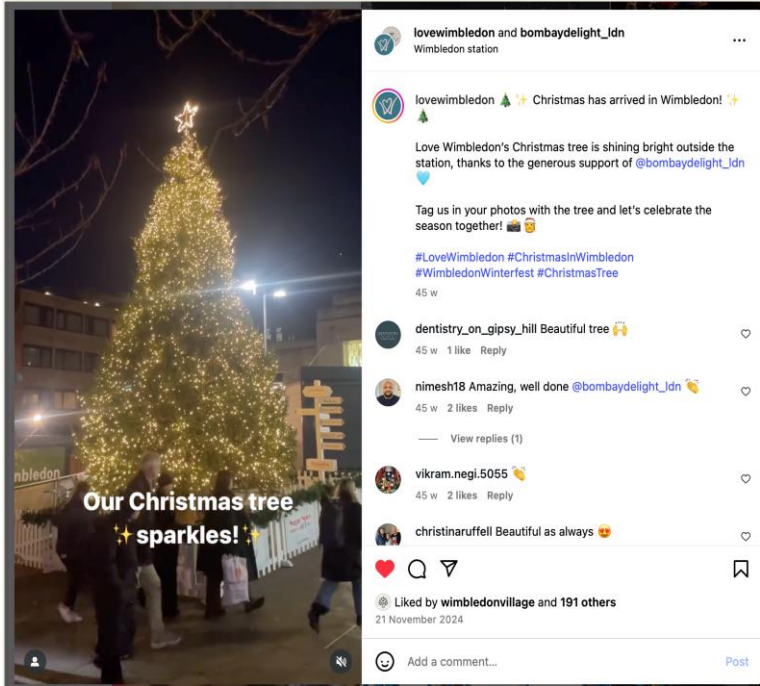 lovewimbledon and bombaydelight_ldn
Wimbledon station
lovewimbledon 🎄✨ Christmas has arrived in Wimbledon! ✨
🎄
Love Wimbledon's Christmas tree is shining bright outside the
station, thanks to the generous support of @bombaydelight_ldn
🩵
Tag us in your photos with the tree and let's celebrate the
season together! 📸🎅
#LoveWimbledon #ChristmasInWimbledon
#WimbledonWinterfest #ChristmasTree
45 w
dentistry_on_gipsy_hill Beautiful tree 🙌
45 w 1 like Reply
nimesh18 Amazing, well done @bombaydelight_ldn 👏
45 w 2 likes Reply
View replies (1)
vikram.negi.5055 👏
45 w 2 likes Reply
christinaruffell Beautiful as always 😍
Liked by wimbledonvillage and 191 others
21 November 2024
Add a comment...
Post
nbledon
Our Christmas tree
✨sparkles!✨